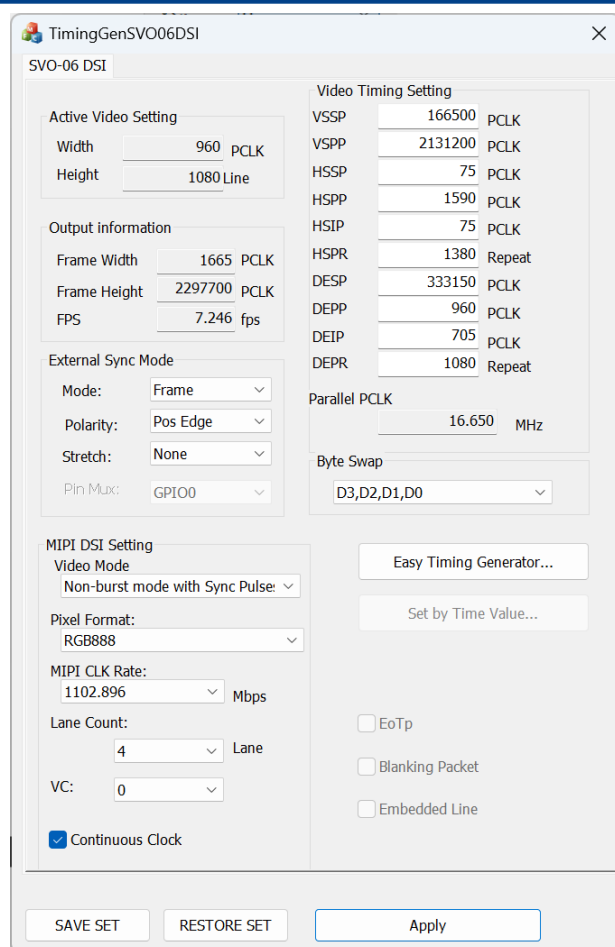 TimingGenSVO06DSI
SVO-06 DSI
Active Video Setting
Width 960 PCLK
Height 1080 Line
Output information
Frame Width 1665 PCLK
Frame Height 2297700 PCLK
FPS 7.246 fps
External Sync Mode
Mode: Frame
Polarity: Pos Edge
Stretch: None
Pin Mux: GPIO0
Video Timing Setting
VSSP 166500 PCLK
VSPP 2131200 PCLK
HSSP 75 PCLK
HSPP 1590 PCLK
HSIP 75 PCLK
HSPR 1380 Repeat
DESP 333150 PCLK
DEPP 960 PCLK
DEIP 705 PCLK
DEPR 1080 Repeat
Parallel PCLK
16.650 MHz
Byte Swap
D3,D2,D1,D0
MIPI DSI Setting
Video Mode
Non-burst mode with Sync Pulse
Pixel Format:
RGB888
MIPI CLK Rate:
1102.896 Mbps
Lane Count:
4 Lane
VC: 0
Continuous Clock
Easy Timing Generator...
Set by Time Value...
EoTp
Blanking Packet
Embedded Line
SAVE SET
RESTORE SET
Apply